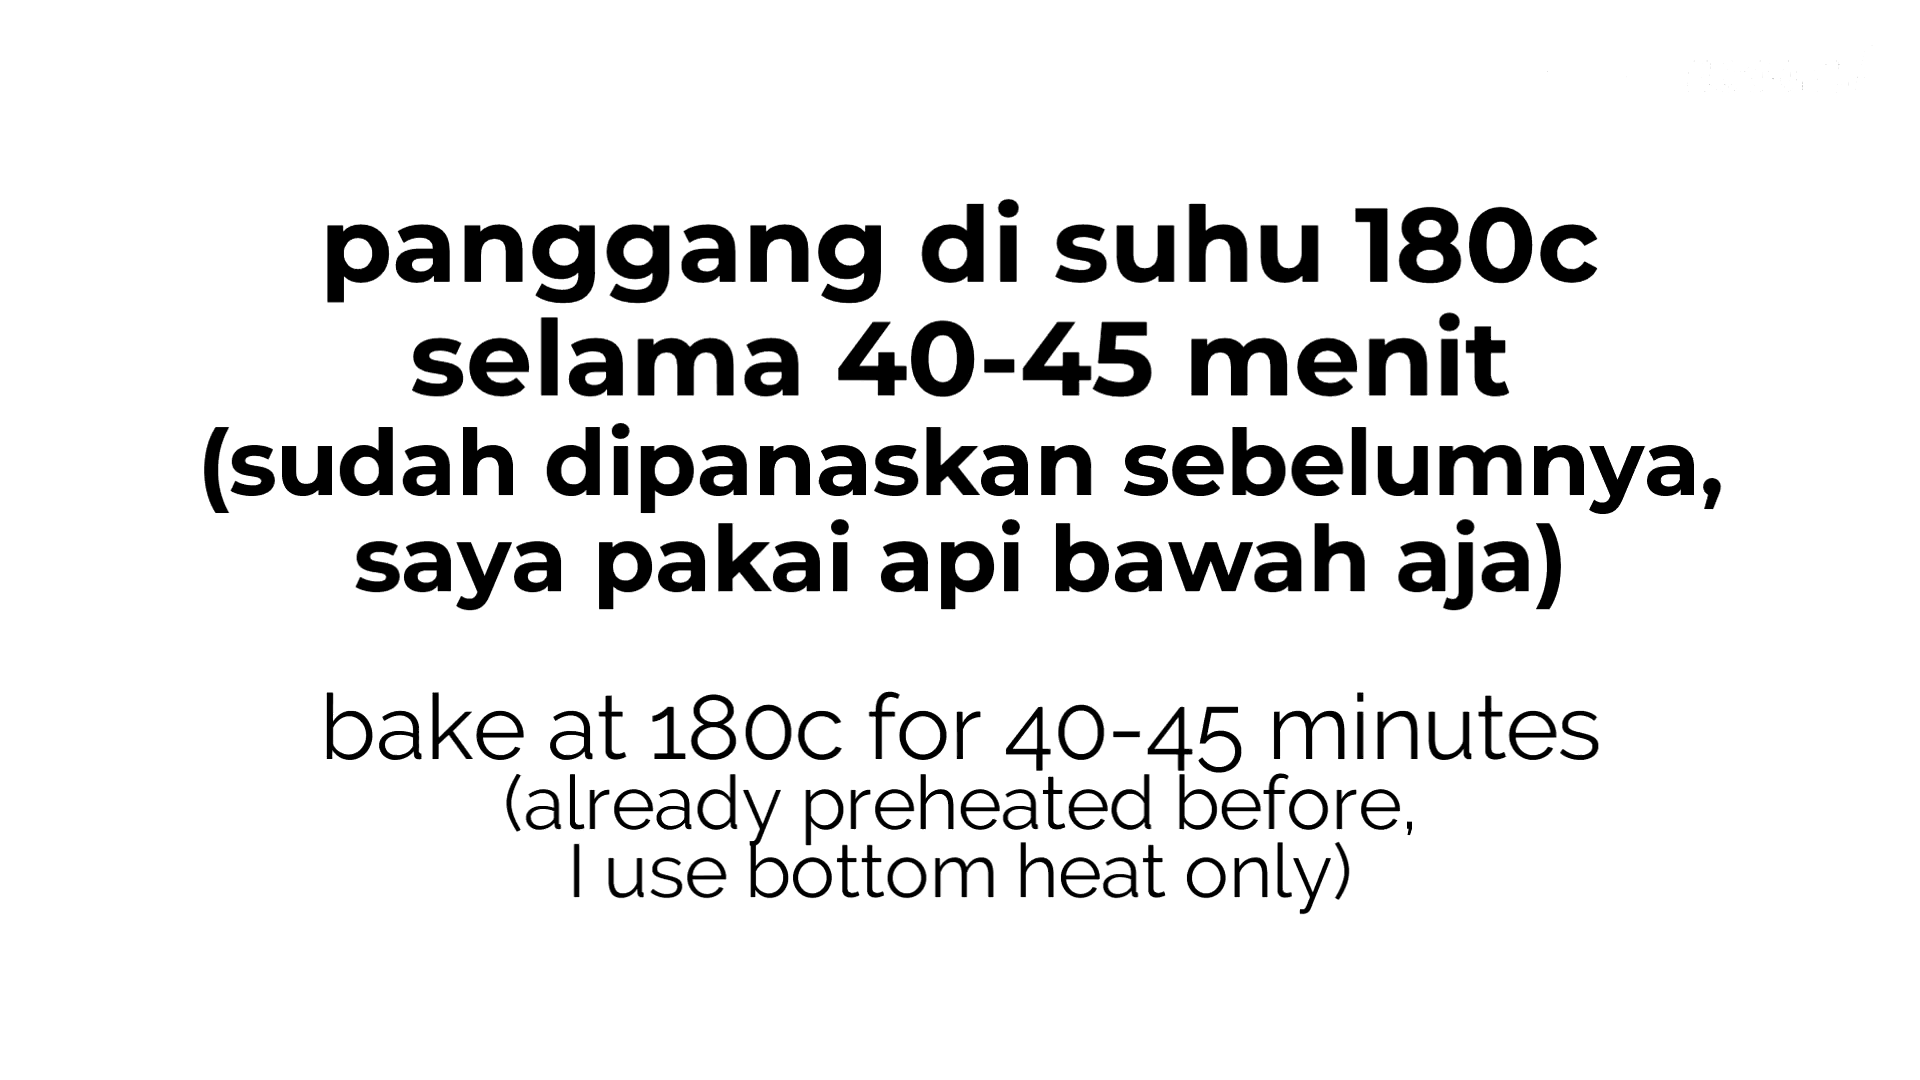 panggang di suhu 180c
selama 40-45 menit
(sudah dipanaskan sebelumnya,
saya pakai api bawah aja)
bake at 180c for 40-45 minutes
(already preheated before,
I use bottom heat only)